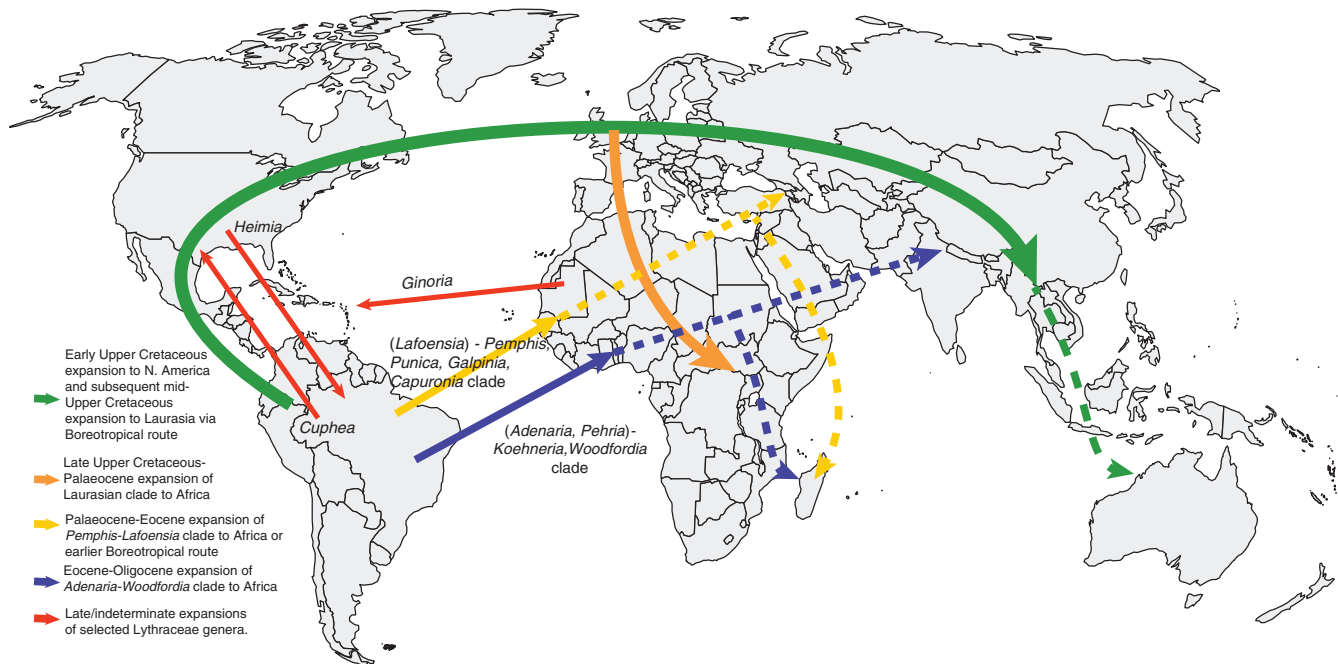 Heimia
Ginoria
(Lafoensia) - Pemphis,
Punica, Galpinia,
Capuronia clade
Cuphea
(Adenaria, Pehria)-
Koehneria,Woodfordia
clade
Early Upper Cretaceous
expansion to N. America
and subsequent mid-
Upper Cretaceous
expansion to Laurasia via
Boreotropical route
Late Upper Cretaceous-
Palaeocene expansion of
Laurasian clade to Africa
Palaeocene-Eocene expansion of
Pemphis-Lafoensia clade to Africa or
earlier Boreotropical route
Eocene-Oligocene expansion of
Adenaria-Woodfordia clade to Africa
Late/indeterminate expansions
of selected Lythraceae genera.